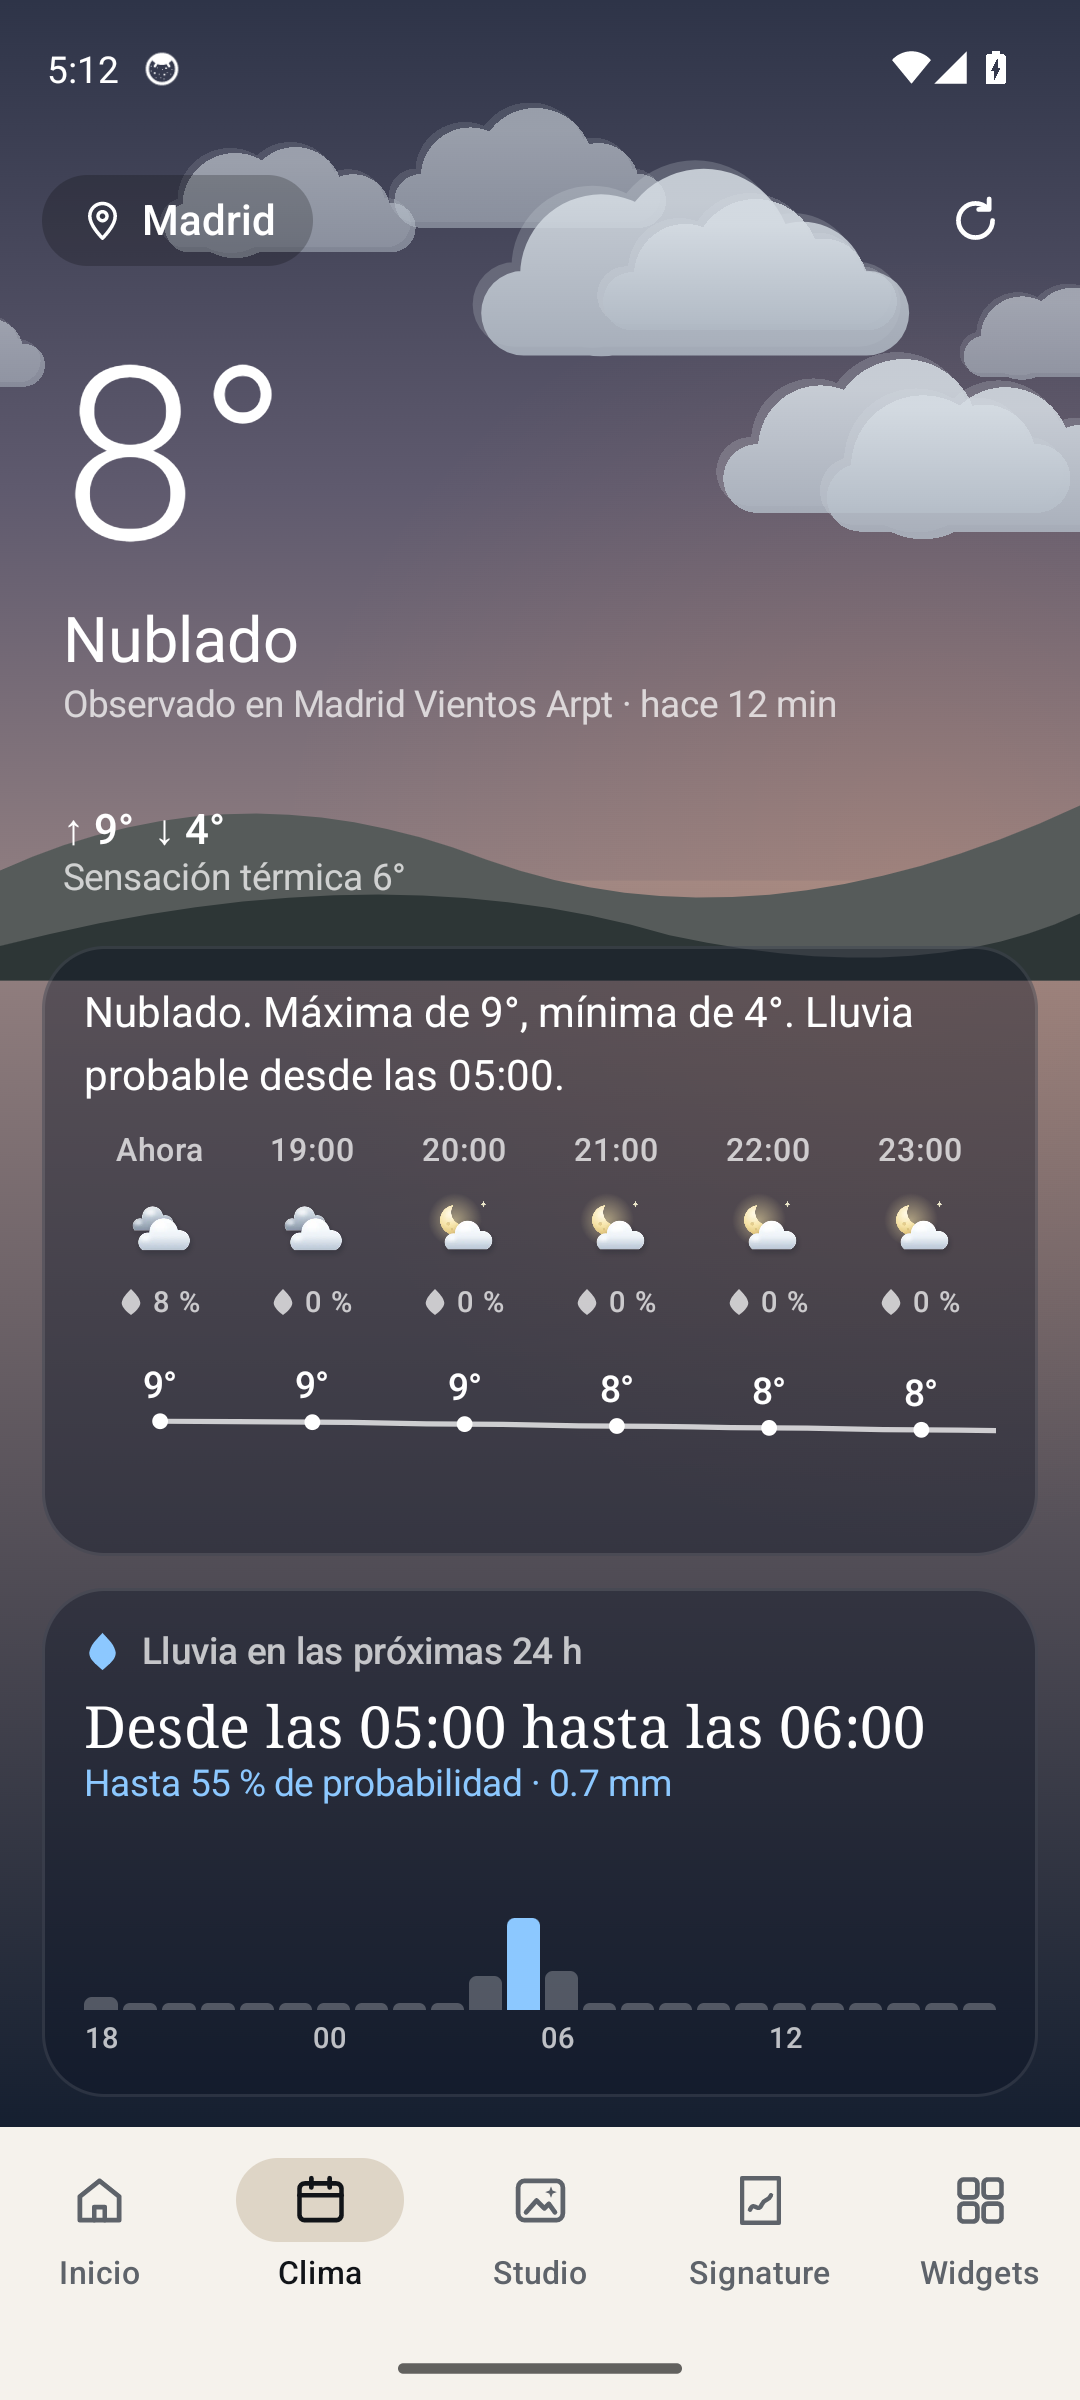 5:12
Madrid
8°
Nublado
Observado en Madrid Vientos Arpt · hace 12 min
↑ 9° ↓ 4°
Sensación térmica 6°
Nublado. Máxima de 9°, mínima de 4°. Lluvia
probable desde las 05:00.
Ahora 19:00 20:00 21:00 22:00 23:00
8 % 0 % 0 % 0 % 0 % 0 %
9° 9° 9° 8° 8° 8°
Lluvia en las próximas 24 h
Desde las 05:00 hasta las 06:00
Hasta 55 % de probabilidad · 0.7 mm
18 00 06 12
Inicio Clima Studio Signature Widgets